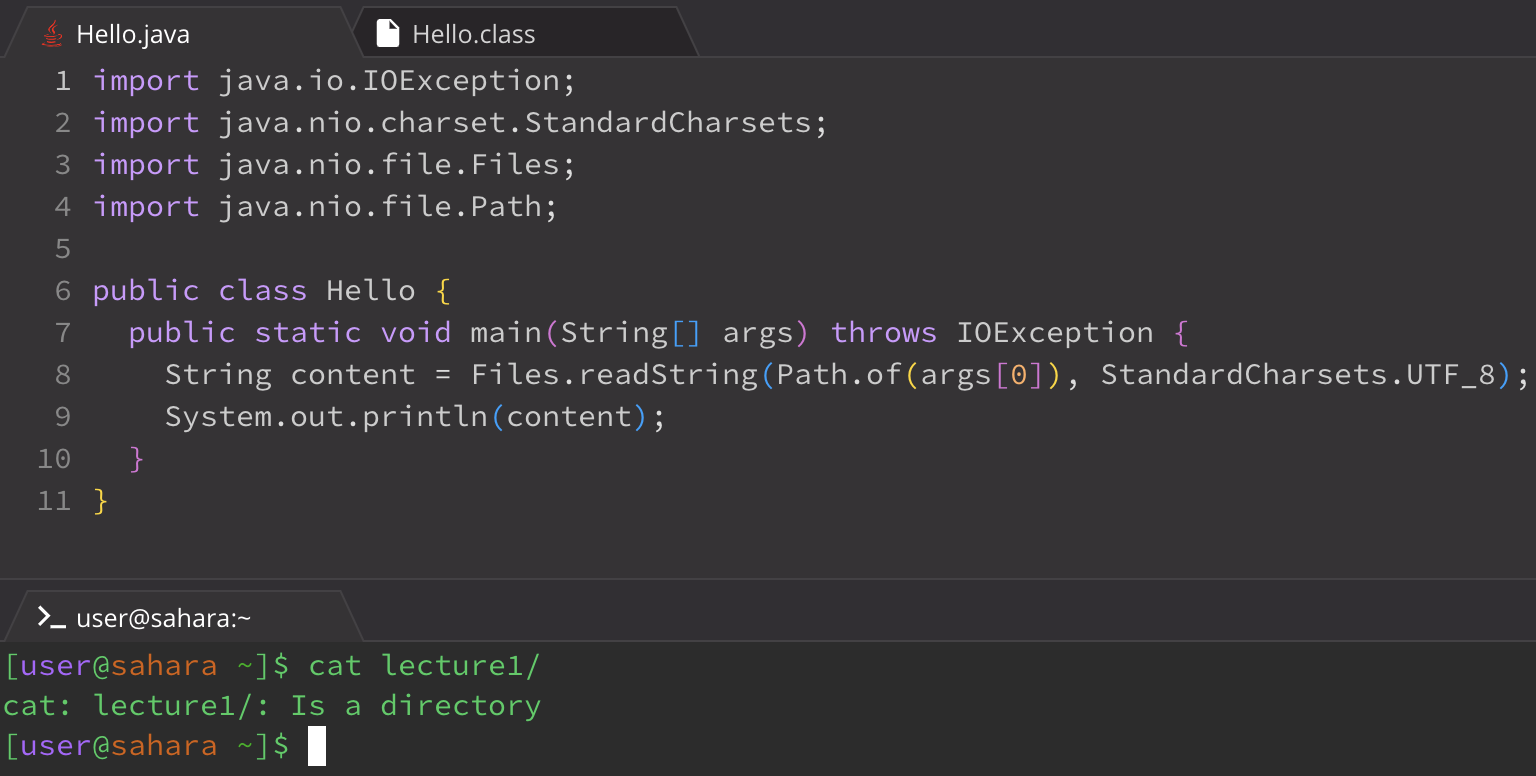 Hello.java Hello.class
1 import java.io.IOException;
2 import java.nio.charset.StandardCharsets;
3 import java.nio.file.Files;
4 import java.nio.file.Path;
5
6 public class Hello {
7   public static void main(String[] args) throws IOException {
8     String content = Files.readString(Path.of(args[0]), StandardCharsets.UTF_8);
9     System.out.println(content);
10   }
11 }
>_ user@sahara:~
[user@sahara ~]$ cat lecture1/
cat: lecture1/: Is a directory
[user@sahara ~]$